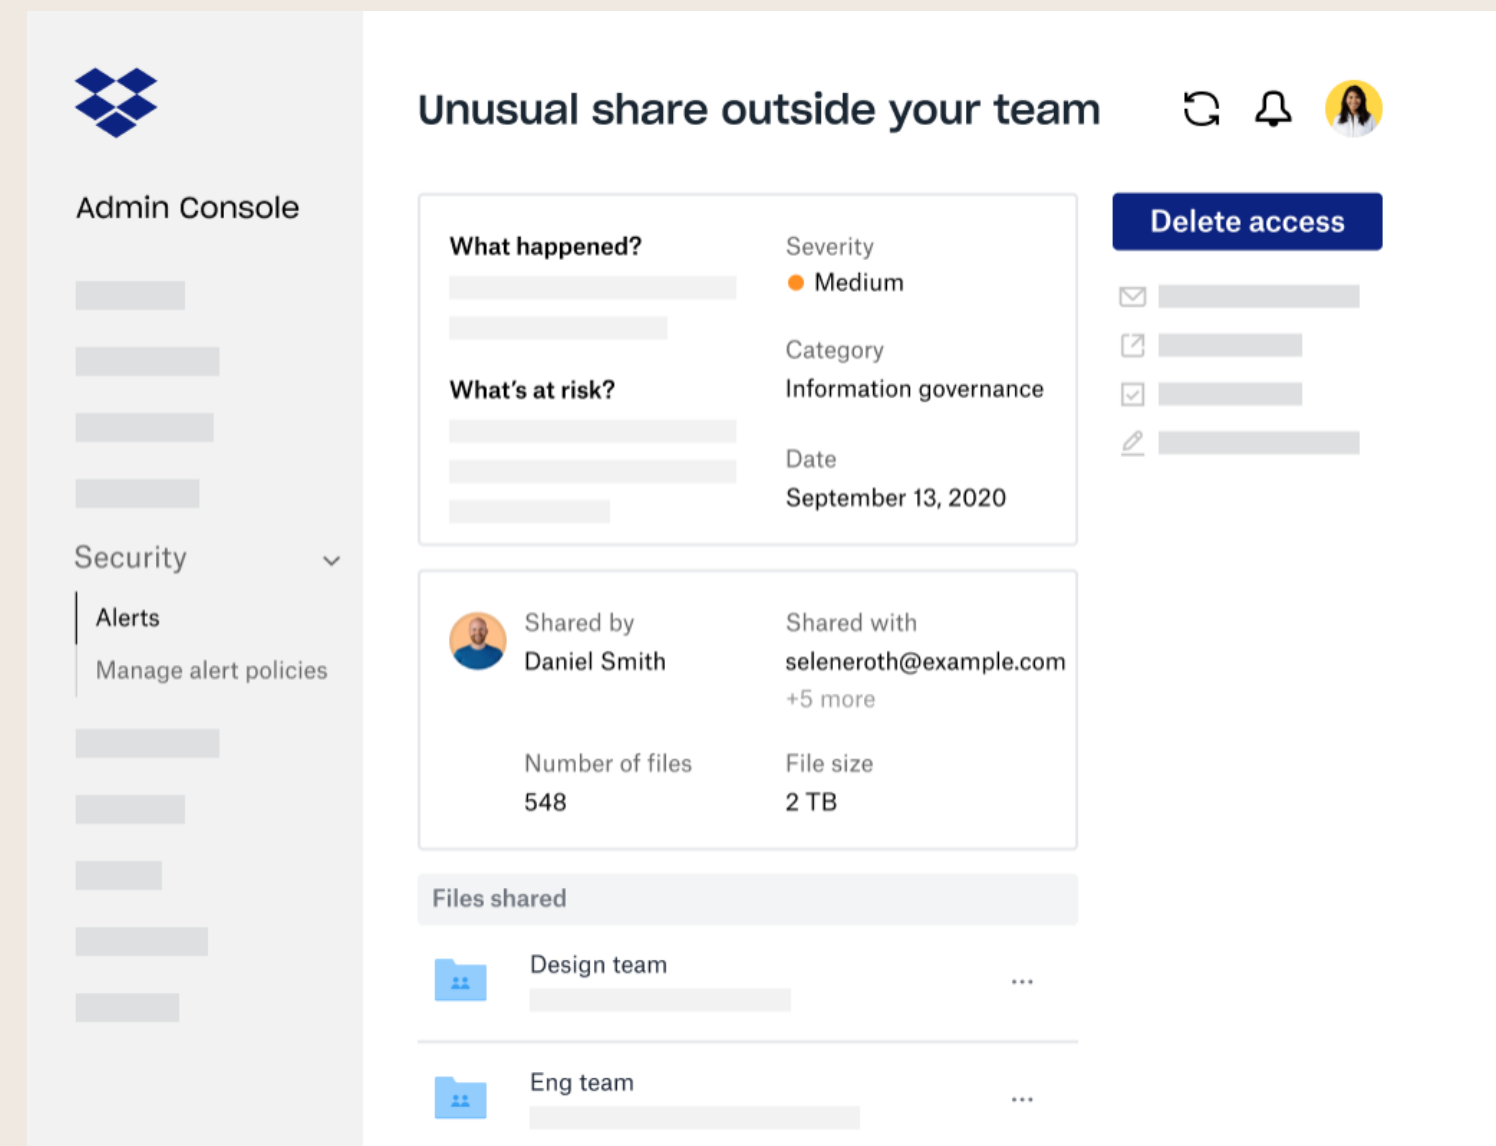 Unusual share outside your team
Admin Console
Security
Alerts
Manage alert policies
What happened?
What's at risk?
Severity
Medium
Category
Information governance
Date
September 13, 2020
Delete access
Shared by
Daniel Smith
Shared with
seleneroth@example.com
+5 more
Number of files
548
File size
2 TB
Files shared
Design team
Eng team